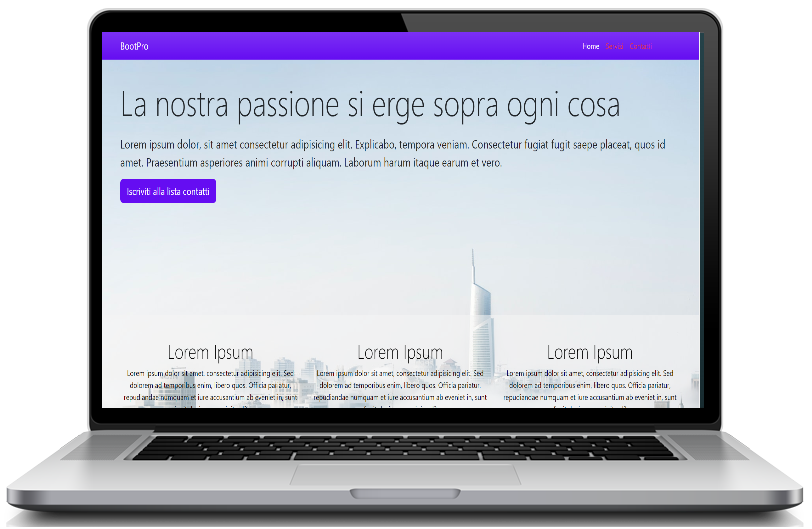 BootPro
Home Servizi Contatti
La nostra passione si erge sopra ogni cosa
Lorem ipsum dolor, sit amet consectetur adipisicing elit. Explicabo, tempora veniam. Consectetur fugiat fugit saepe placeat, quos id
amet. Praesentium asperiores animi corrupti aliquam. Laborum harum itaque earum et vero.
Iscriviti alla lista contatti
Lorem Ipsum
Lorem ipsum dolor sit amet, consectetur adipisicing elit. Sed
dolorem ad temporibus enim, libero quos. Officia pariatur,
repudiandae numquam et iure accusantium ab eveniet in, sunt
Lorem Ipsum
Lorem ipsum dolor sit amet, consectetur adipisicing elit. Sed
dolorem ad temporibus enim, libero quos. Officia pariatur,
repudiandae numquam et iure accusantium ab eveniet in, sunt
Lorem Ipsum
Lorem ipsum dolor sit amet, consectetur adipisicing elit. Sed
dolorem ad temporibus enim, libero quos. Officia pariatur,
repudiandae numquam et iure accusantium ab eveniet in, sunt